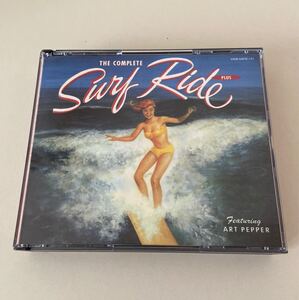 THE COMPLETE
Surf Ride
PLUS
Featuring
ART PEPPER